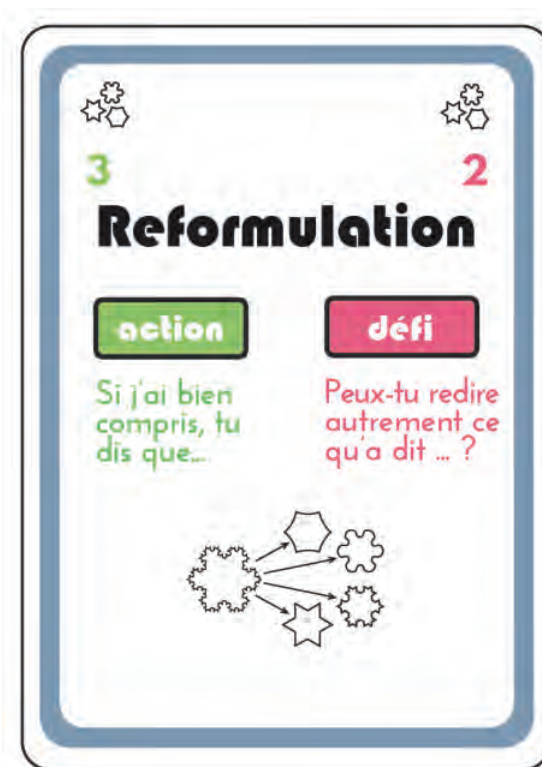 3
2
Reformulation
action
défi
Si j'ai bien
compris, tu
dis que...
Peux-tu redire
autrement ce
qu'a dit ... ?